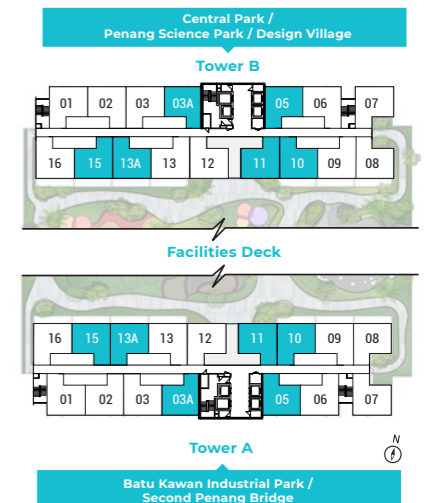 Central Park /
Penang Science Park / Design Village
Tower B
01 02 03 03A 05 06 07
16 15 13A 13 12 11 10 09 08
Facilities Deck
16 15 13A 13 12 11 10 09 08
01 02 03 03A 05 06 07
Tower A
N
Batu Kawan Industrial Park /
Second Penang Bridge